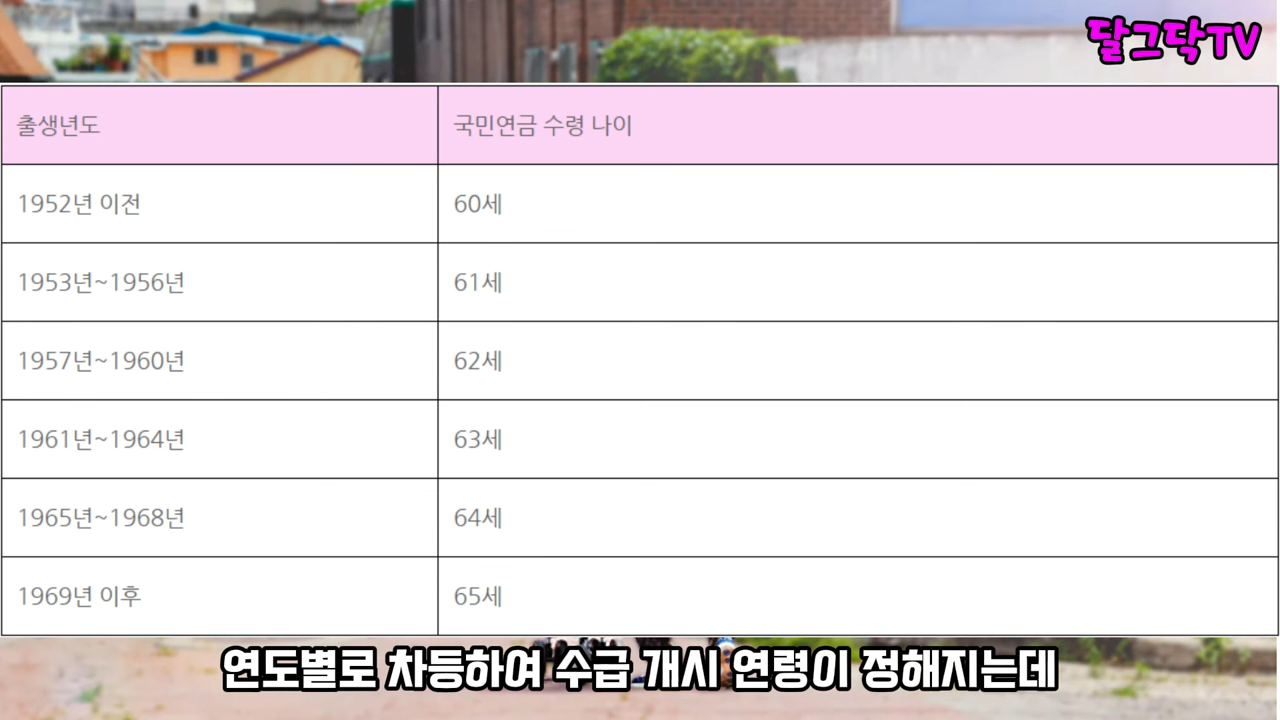 달그닥TV
출생년도 국민연금 수령 나이
1952년 이전 60세
1953년~1956년 61세
1957년~1960년 62세
1961년~1964년 63세
1965년~1968년 64세
1969년 이후 65세
연도별로 차등하여 수급 개시 연령이 정해지는데